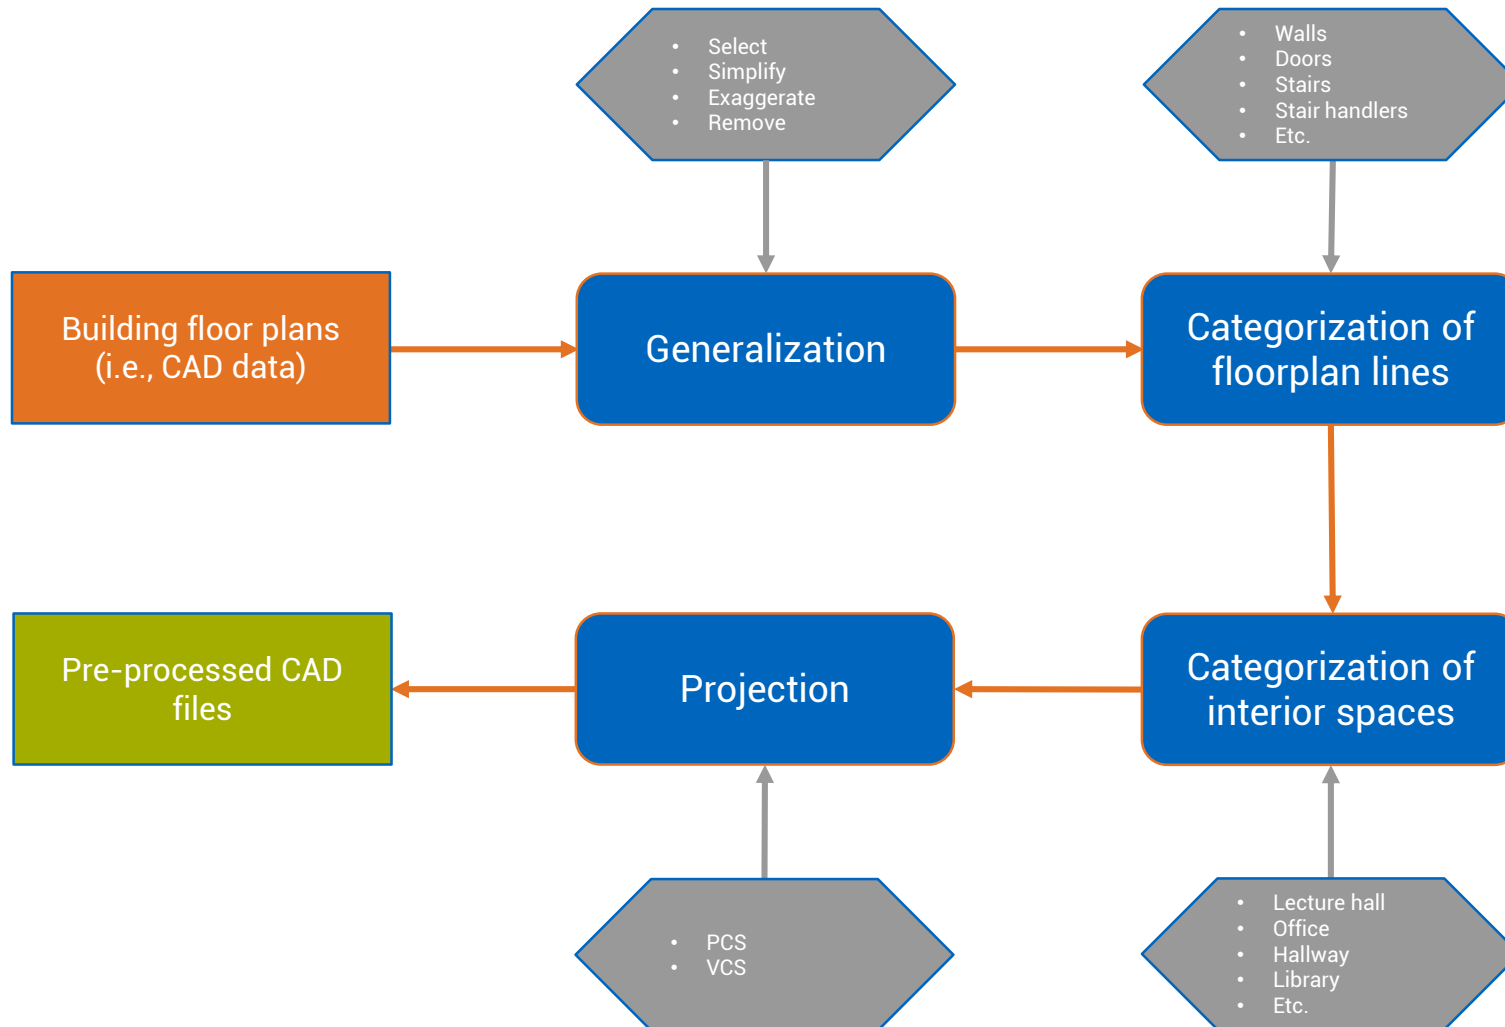 • Select
• Simplify
• Exaggerate
• Remove
• Walls
• Doors
• Stairs
• Stair handlers
• Etc.
Building floor plans
(i.e., CAD data)
Generalization
Categorization of
floorplan lines
Pre-processed CAD
files
Projection
Categorization of
interior spaces
• PCS
• VCS
• Lecture hall
• Office
• Hallway
• Library
• Etc.